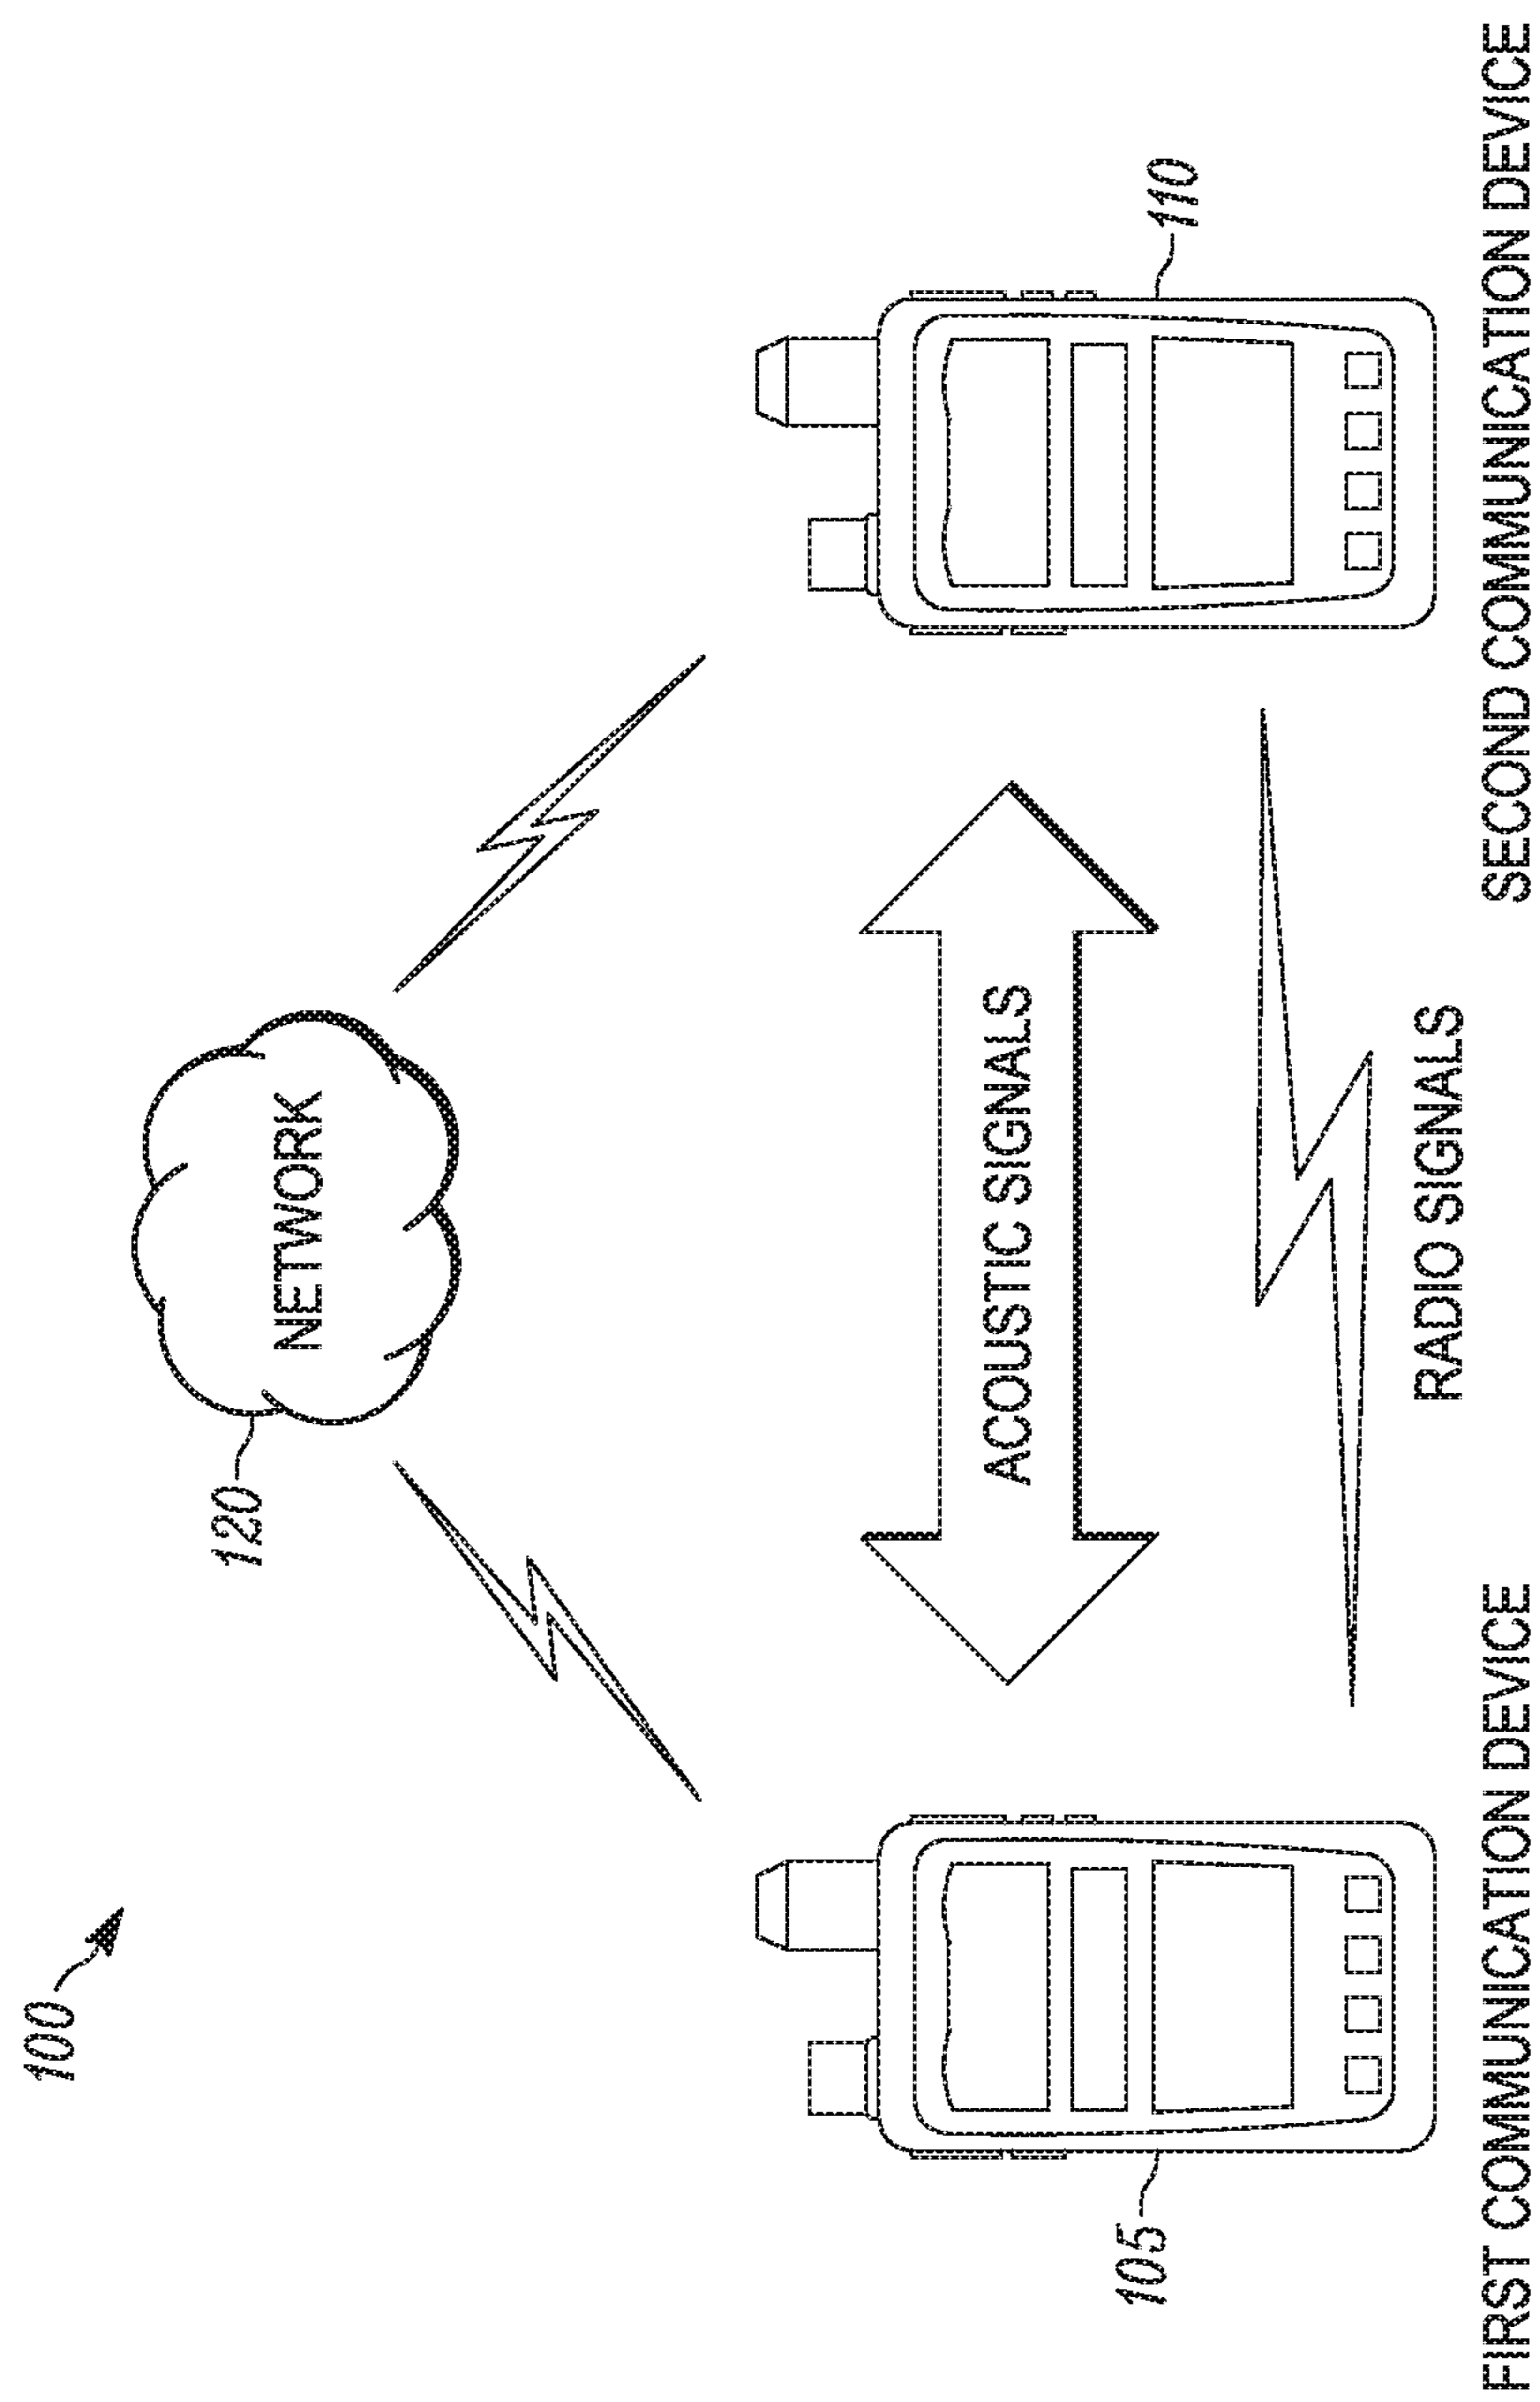 100
120
NETWORK
105
110
ACOUSTIC SIGNALS
RADIO SIGNALS
FIRST COMMUNICATION DEVICE
SECOND COMMUNICATION DEVICE